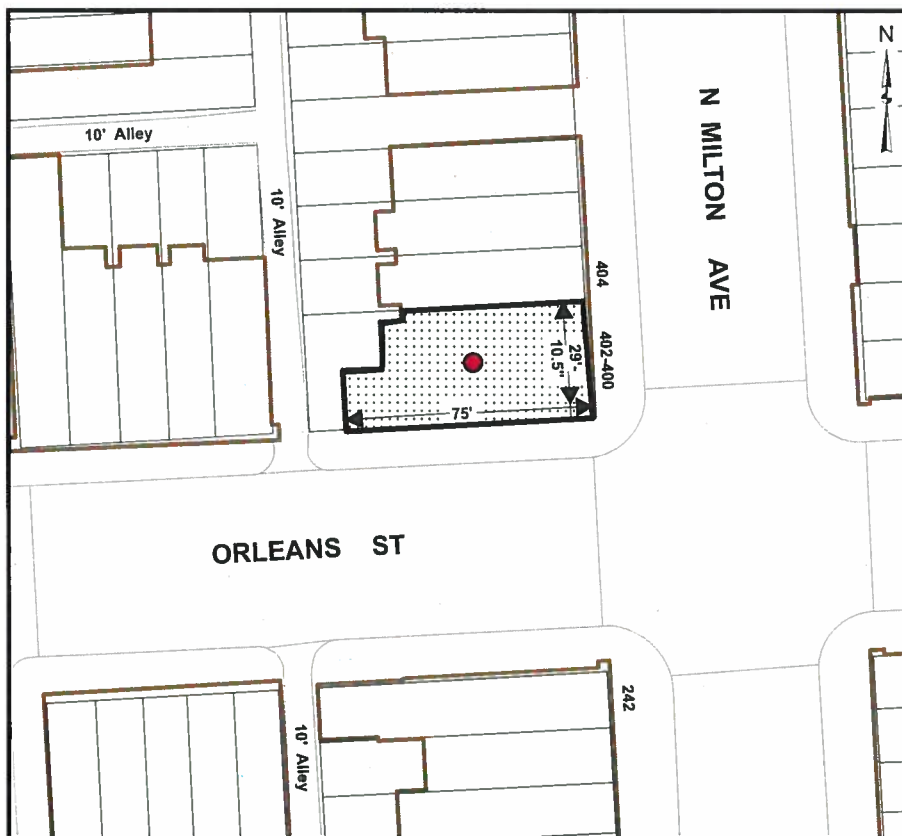 N
10' Alley
N MILTON AVE
10' Alley
404
402-400
29'-
10.5"
75'
ORLEANS ST
242
10' Alley